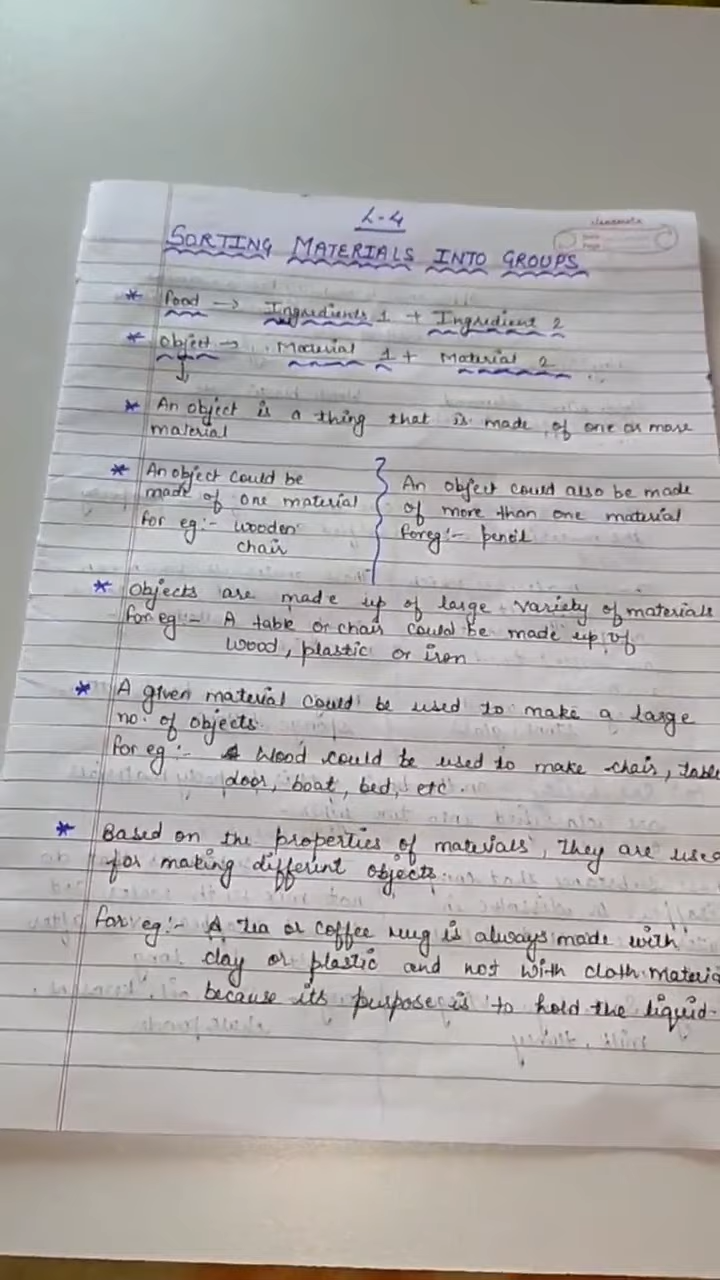 L-4
classmate
Date
Page
SORTING MATERIALS INTO GROUPS
* Food → Ingredients 1 + Ingredient 2
* Object → Material 1 + Material 2
* An object is a thing that is made of one or more
material
* An object could be
made of one material
for eg:- wooden
chair
An object could also be made
of more than one material
for eg:- pencil
* Objects are made up of large variety of materials
for eg:- A table or chair could be made up of
wood, plastic or iron
* A given material could be used to make a large
no. of objects.
for eg:- Wood could be used to make chair, table
door, boat, bed, etc.
* Based on the properties of materials, they are used
for making different objects.
for eg:- A tea or coffee mug is always made with
clay or plastic and not with cloth materia
because its purpose is to hold the liquid-